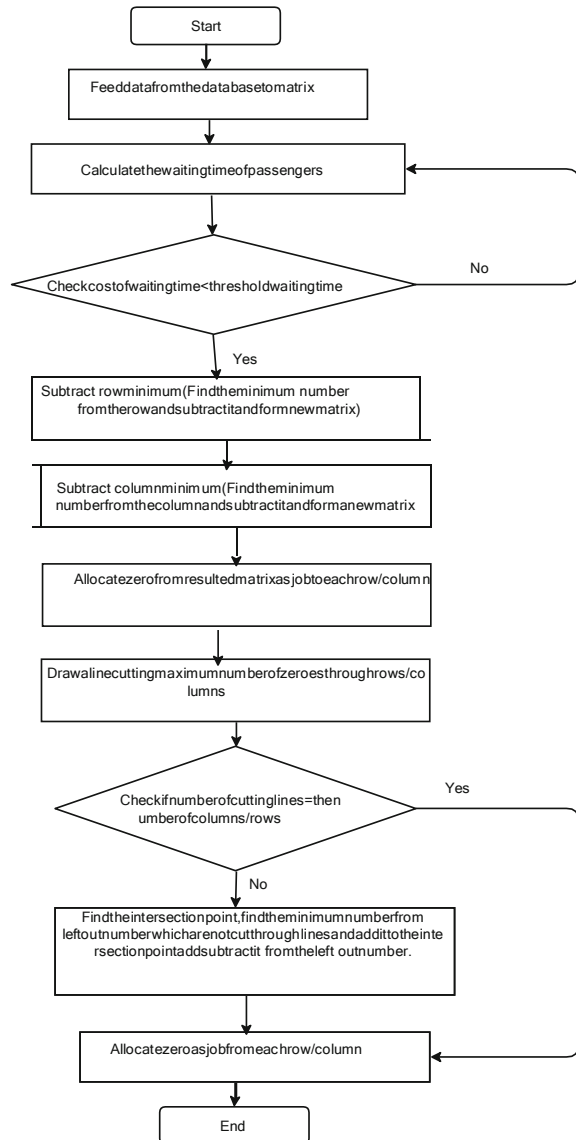 Start
Feeddatafromthedatabasetomatrix
Calculatethewaitingtimeofpassengers
No
Checkcostofwaitingtime<thresholdwaitingtime
Yes
Subtract rowminimum(Findtheminimum number
fromtherowandsubtractitandformnewmatrix)
Subtract columnminimum(Findtheminimum
numberfromthecolumnandsubtractitandformanewmatrix
Allocatezerofromresultedmatrixasjobtoeachrow/column
Drawalinecuttingmaximumnumberofzeroesthroughrows/co
lumns
Yes
Checkifnumberofcuttinglines=then
umberofcolumns/rows
No
Findtheintersectionpoint,findtheminimumnumberfrom
leftoutnumberwhicharenotcutthroughlinesandaddittotheinte
rsectionpointaddsubtractit fromtheleft outnumber.
Allocatezeroasjobfromeachrow/column
End